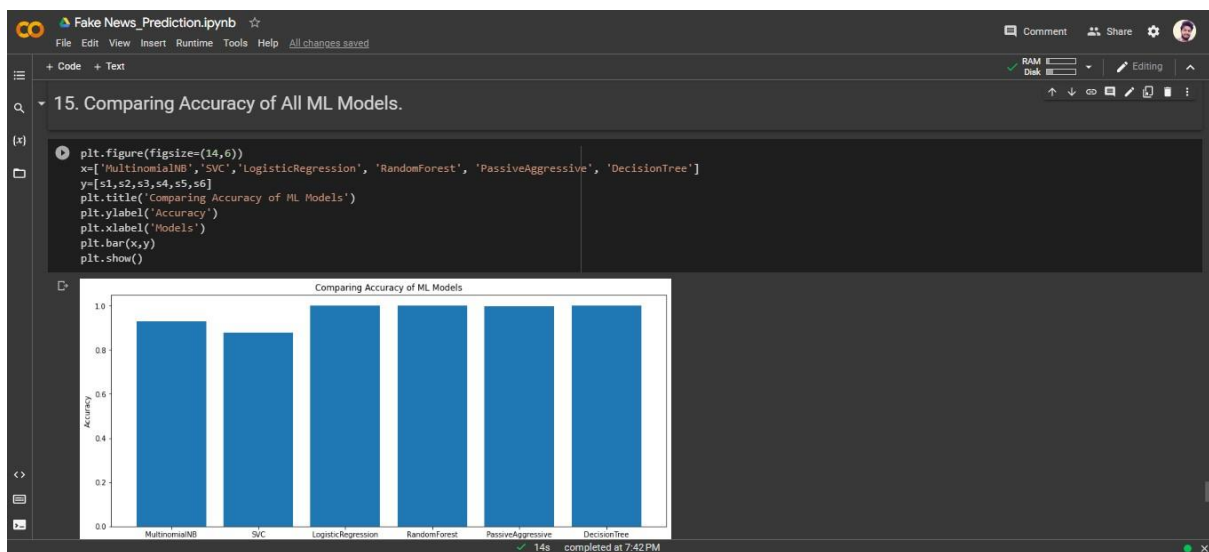 Fake News_Prediction.ipynb
File Edit View Insert Runtime Tools Help All changes saved
Comment Share
+ Code + Text
RAM
Disk
Editing
15. Comparing Accuracy of All ML Models.
{x}
plt.figure(figsize=(14,6))
x=['MultinomialNB','SVC','LogisticRegression', 'RandomForest', 'PassiveAggressive', 'DecisionTree']
y=[s1,s2,s3,s4,s5,s6]
plt.title('Comparing Accuracy of ML Models')
plt.ylabel('Accuracy')
plt.xlabel('Models')
plt.bar(x,y)
plt.show()
Comparing Accuracy of ML Models
1.0
0.8
0.6
0.4
0.2
0.0
Accuracy
MultinomialNB SVC LogisticRegression RandomForest PassiveAggressive DecisionTree
14s completed at 7:42 PM